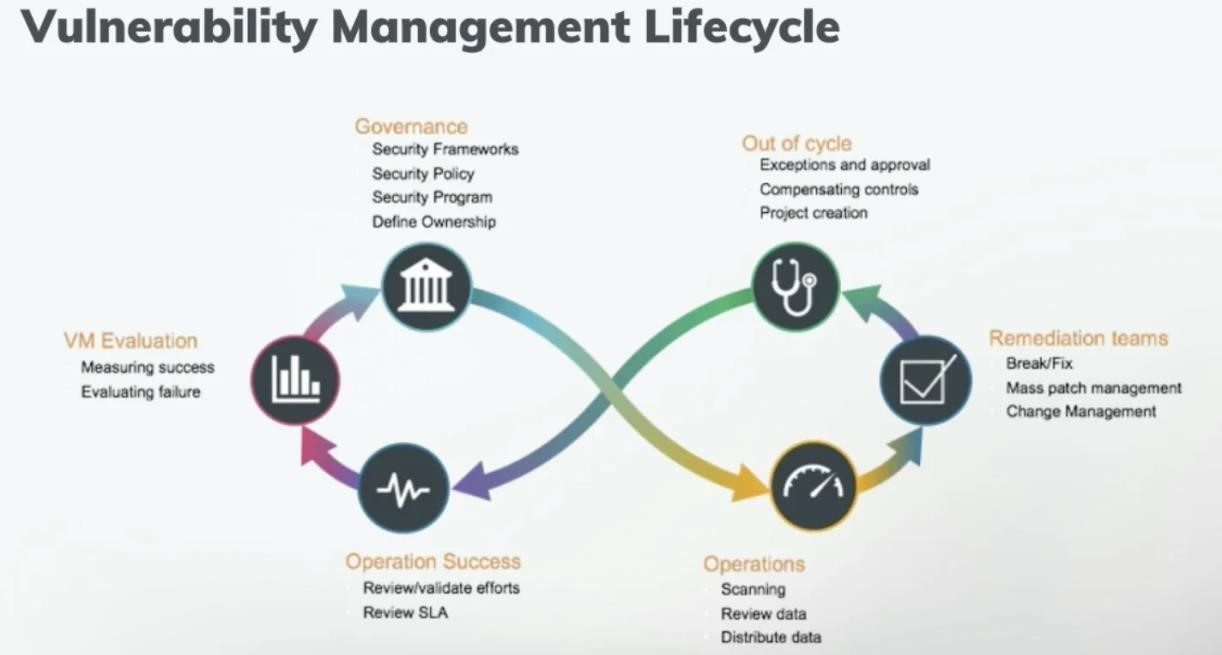 Vulnerability Management Lifecycle
Governance
Security Frameworks
Security Policy
Security Program
Define Ownership
Out of cycle
Exceptions and approval
Compensating controls
Project creation
VM Evaluation
Measuring success
Evaluating failure
Remediation teams
Break/Fix
Mass patch management
Change Management
Operation Success
Review/validate efforts
Review SLA
Operations
Scanning
Review data
Distribute data